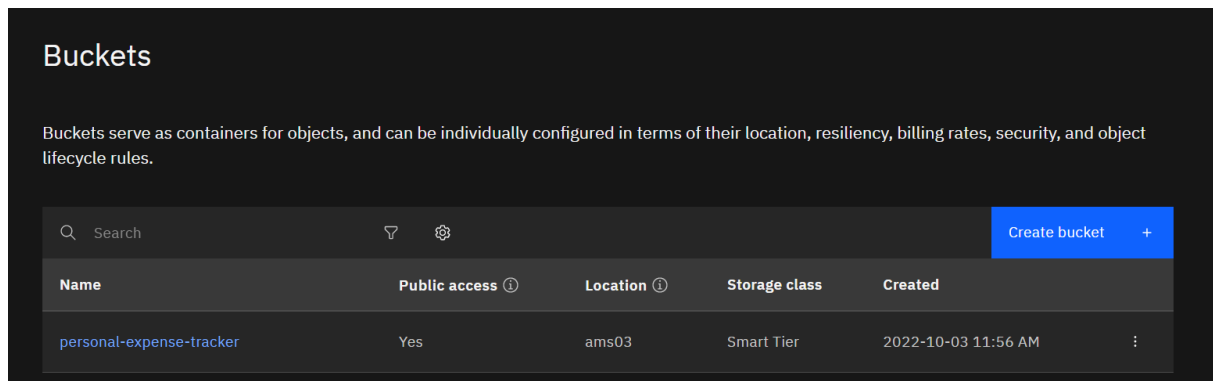 Buckets
Buckets serve as containers for objects, and can be individually configured in terms of their location, resiliency, billing rates, security, and object
lifecycle rules.
Search
Create bucket +
Name Public access Location Storage class Created
personal-expense-tracker Yes ams03 Smart Tier 2022-10-03 11:56 AM